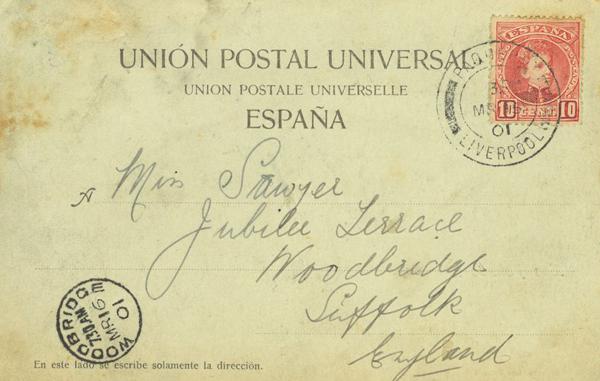 UNIÓN POSTAL UNIVERSAL
UNION POSTALE UNIVERSELLE
ESPAÑA
ESPAÑA
10 CENT. 10
LIVERPOOL
01
A Miss Sawyer
Jubilee Terrace
Woodbridge
Suffolk
England
WOODBRIDGE
7 30 AM
MR 16
01
En este lado se escribe solamente la dirección.